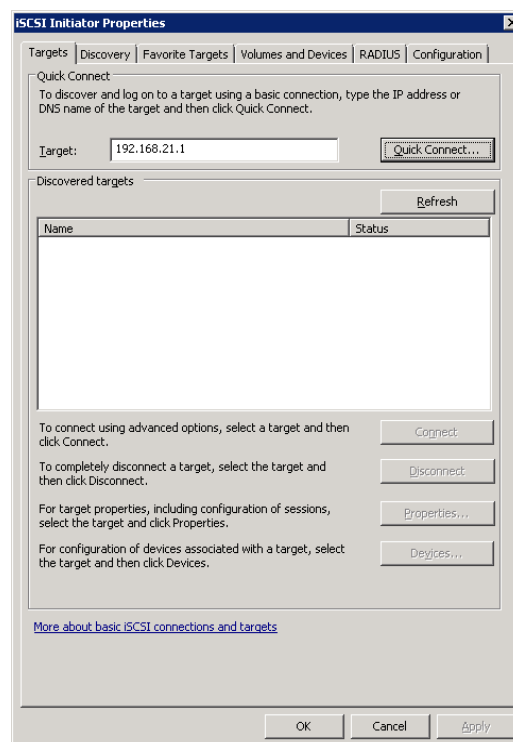 iSCSI Initiator Properties
Targets Discovery Favorite Targets Volumes and Devices RADIUS Configuration
Quick Connect
To discover and log on to a target using a basic connection, type the IP address or
DNS name of the target and then click Quick Connect.
Target: 192.168.21.1 Quick Connect...
Discovered targets
Refresh
Name Status
To connect using advanced options, select a target and then
click Connect.
Connect
To completely disconnect a target, select the target and
then click Disconnect.
Disconnect
For target properties, including configuration of sessions,
select the target and click Properties.
Properties...
For configuration of devices associated with a target, select
the target and then click Devices.
Devices...
More about basic iSCSI connections and targets
OK Cancel Apply